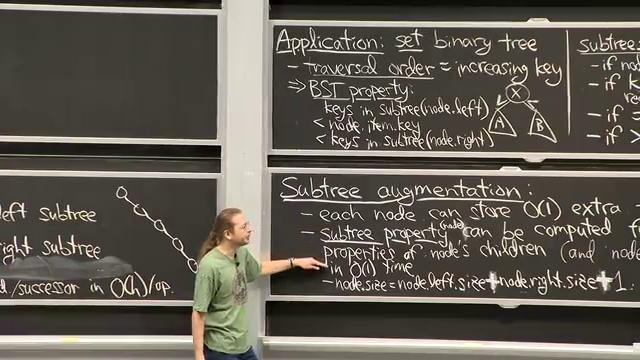 Application: set binary tree
- traversal order = increasing key
⇒ BST property:
keys in subtree(node.left)
< node.item.key
< keys in subtree(node.right)
X
A B
subtree
- if nod
- if k
- if
- if >
left subtree
right subtree
/successor in O(h)/op.
Subtree augmentation:
- each node can store O(1) extra
- subtree property(node) can be computed f
properties of node's children (and node
in O(1) time
- node.size = node.left.size + node.right.size + 1.